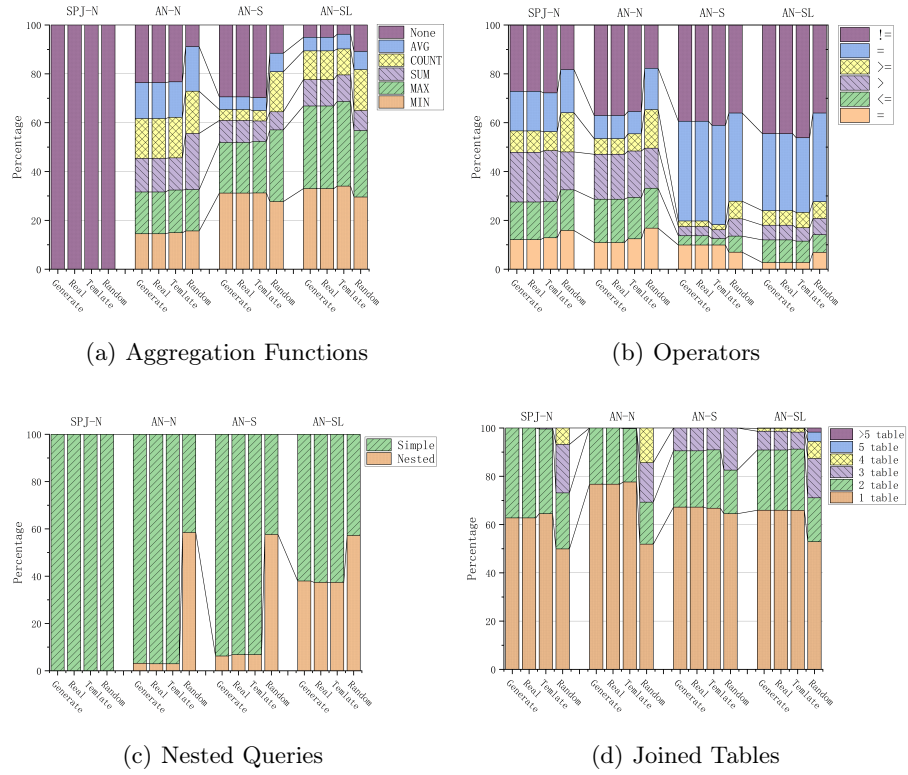 SPJ-N AN-N AN-S AN-SL
100
80
60
40
20
0
Percentage
Generate Real Temlate Random Generate Real Temlate Random Generate Real Temlate Random Generate Real Temlate Random
None
AVG
COUNT
SUM
MAX
MIN
(a) Aggregation Functions
SPJ-N AN-N AN-S AN-SL
100
80
60
40
20
0
Percentage
Generate Real Temlate Random Generate Real Temlate Random Generate Real Temlate Random Generate Real Temlate Random
!=
=
>=
>
<=
=
(b) Operators
SPJ-N AN-N AN-S AN-SL
100
80
60
40
20
0
Percentage
Generate Real Temlate Random Generate Real Temlate Random Generate Real Temlate Random Generate Real Temlate Random
Simple
Nested
(c) Nested Queries
SPJ-N AN-N AN-S AN-SL
100
80
60
40
20
0
Percentage
Generate Real Temlate Random Generate Real Temlate Random Generate Real Temlate Random Generate Real Temlate Random
>5 table
5 table
4 table
3 table
2 table
1 table
(d) Joined Tables